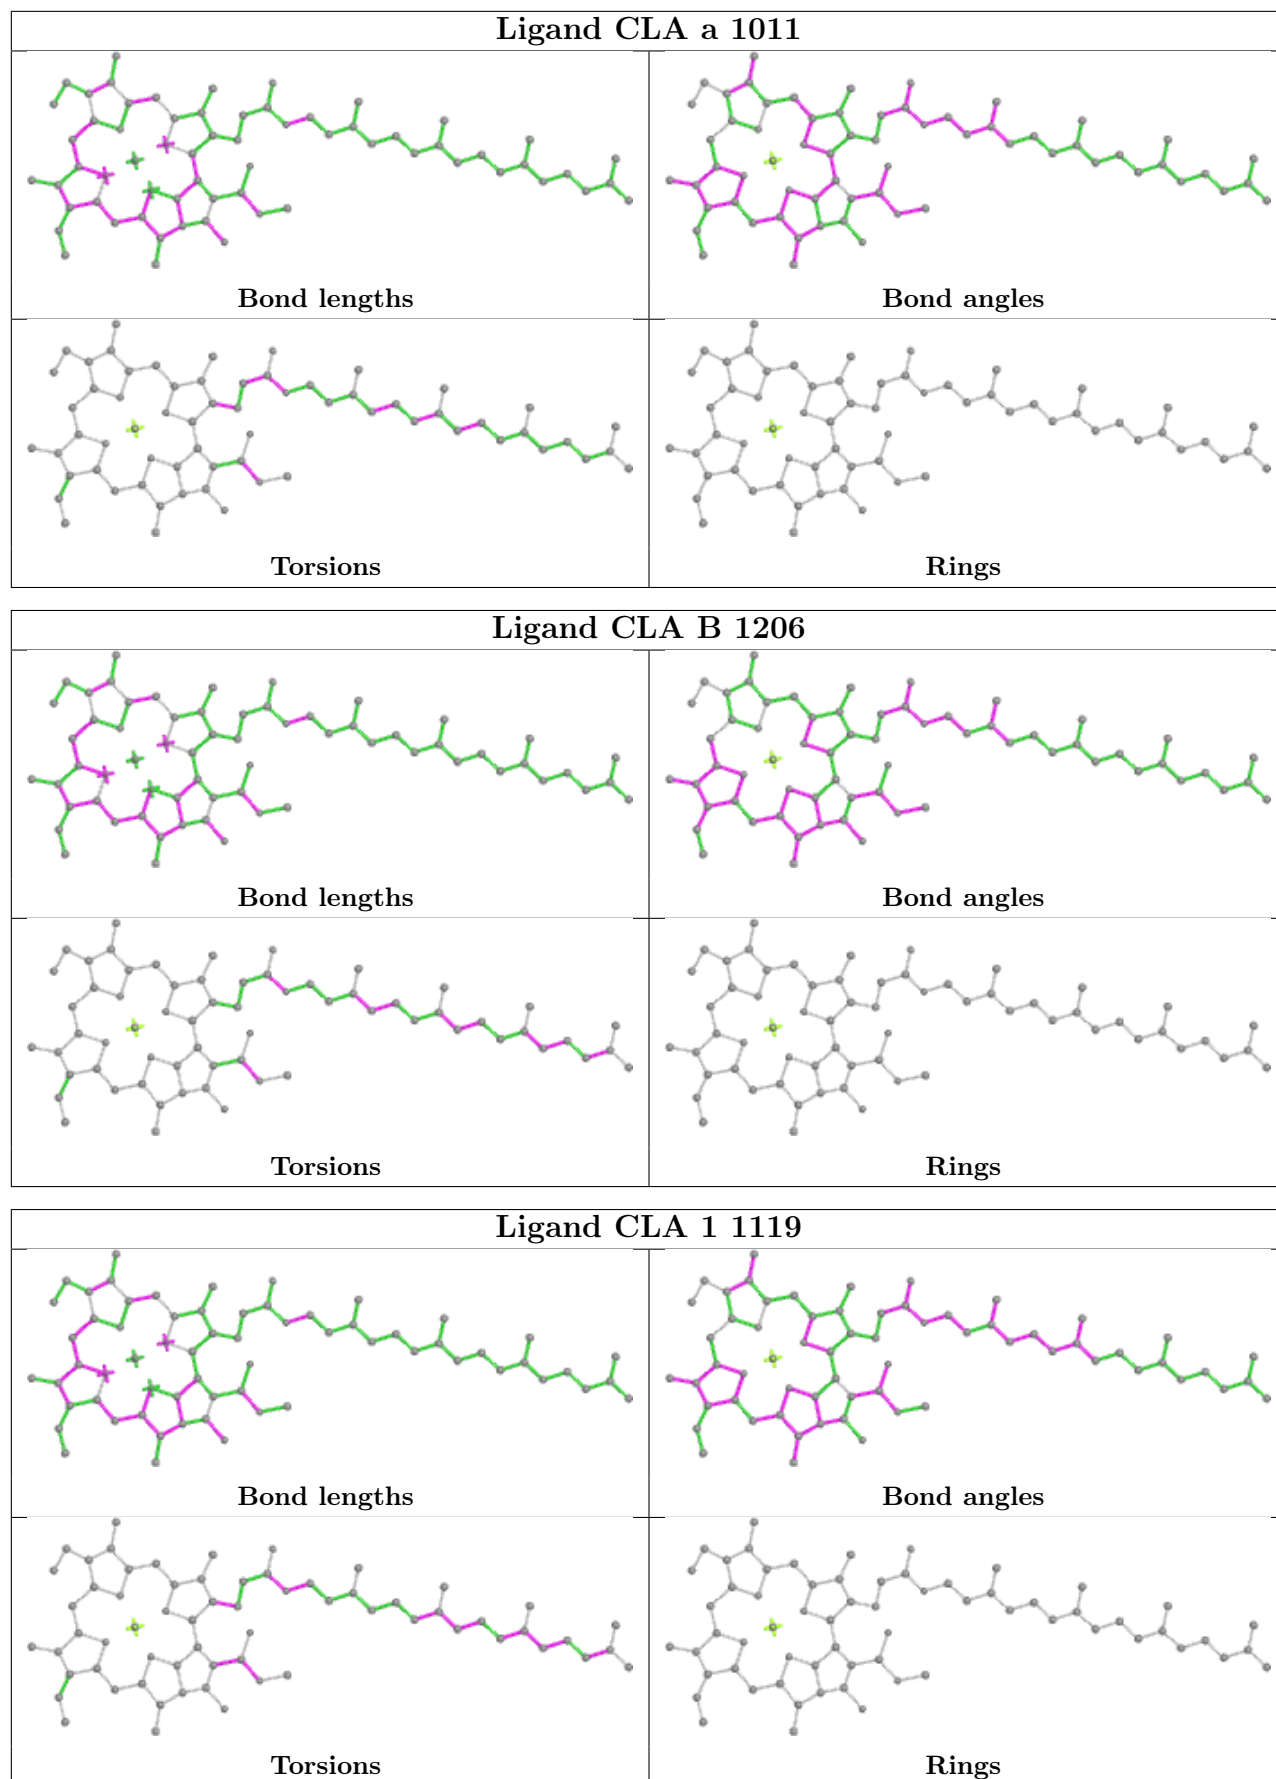 Ligand CLA a 1011
Bond lengths
Bond angles
Torsions
Rings
Ligand CLA B 1206
Bond lengths
Bond angles
Torsions
Rings
Ligand CLA 1 1119
Bond lengths
Bond angles
Torsions
Rings